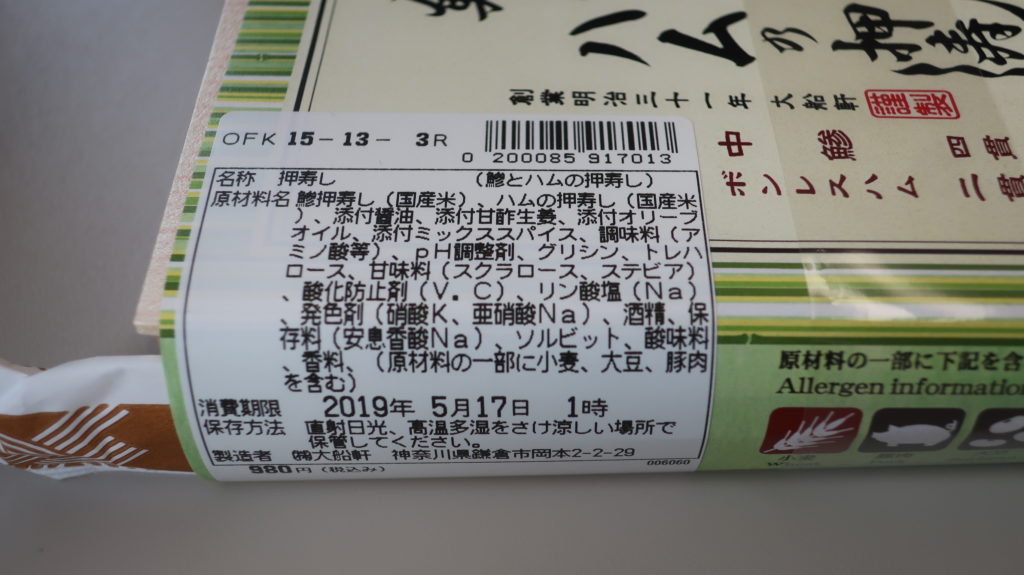 ハムの押寿し
創業明治三十一年 大船軒 謹製
中 鯵 四貫
ボンレスハム 二貫
OFK 15-13- 3R
0 200085 917013
名称 押寿し (鯵とハムの押寿し)
原材料名 鯵押寿し(国産米)、ハムの押寿し(国産米
)、添付醤油、添付甘酢生姜、添付オリーブ
オイル、添付ミックススパイス、調味料(ア
ミノ酸等)、pH調整剤、グリシン、トレハ
ロース、甘味料(スクラロース、ステビア)
、酸化防止剤(V.C)、リン酸塩(Na)
、発色剤(硝酸K、亜硝酸Na)、酒精、保
存料(安息香酸Na)、ソルビット、酸味料
、香料、(原材料の一部に小麦、大豆、豚肉
を含む)
消費期限 2019年 5月17日 1時
保存方法 直射日光、高温多湿をさけ涼しい場所で
保管してください。
製造者 ㈱大船軒 神奈川県鎌倉市岡本2-2-29
980円(税込み) 006060
原材料の一部に下記を含
Allergen information
小麦 豚肉
Wheat Pork